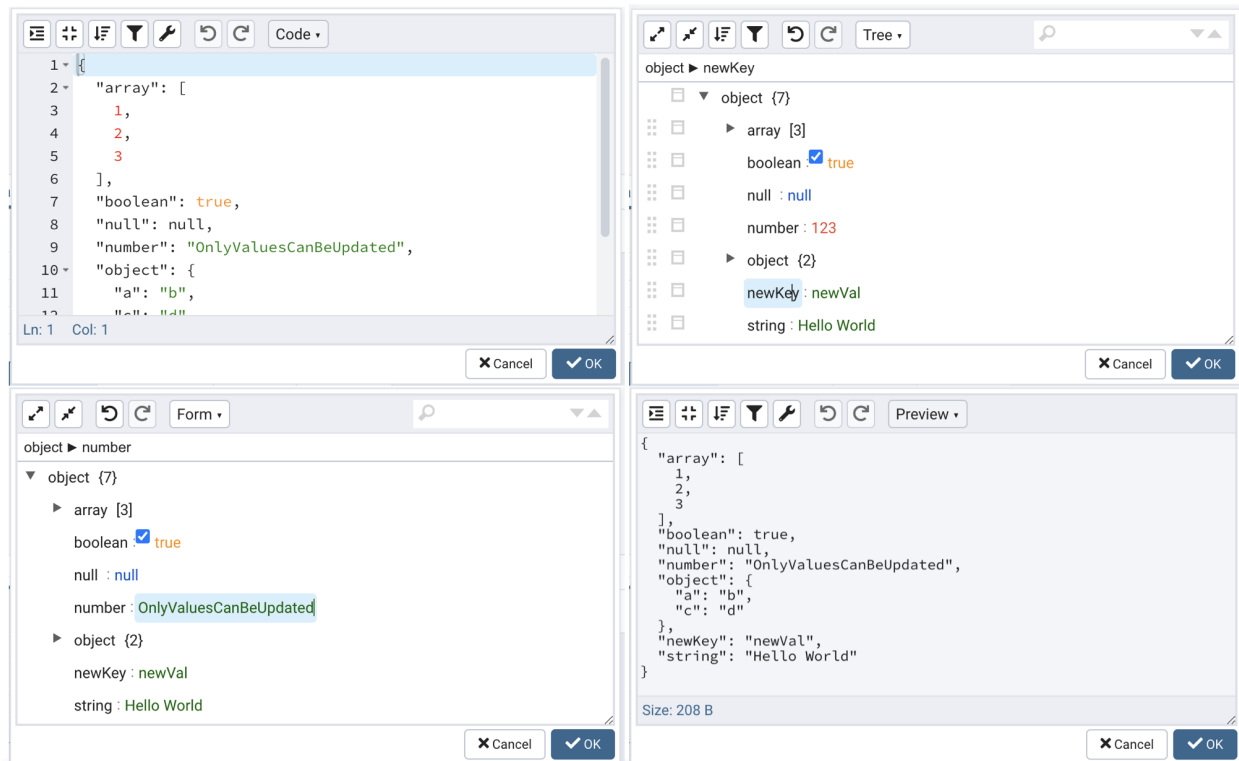 Code
1 {
2 "array": [
3 1,
4 2,
5 3
6 ],
7 "boolean": true,
8 "null": null,
9 "number": "OnlyValuesCanBeUpdated",
10 "object": {
11 "a": "b",
12 "c": "d"
Ln: 1 Col: 1
Cancel OK
Tree
object ► newKey
object {7}
array [3]
boolean : true
null : null
number : 123
object {2}
newKey : newVal
string : Hello World
Cancel OK
Form
object ► number
object {7}
array [3]
boolean : true
null : null
number : OnlyValuesCanBeUpdated
object {2}
newKey : newVal
string : Hello World
Cancel OK
Preview
{
"array": [
1,
2,
3
],
"boolean": true,
"null": null,
"number": "OnlyValuesCanBeUpdated",
"object": {
"a": "b",
"c": "d"
},
"newKey": "newVal",
"string": "Hello World"
}
Size: 208 B
Cancel OK